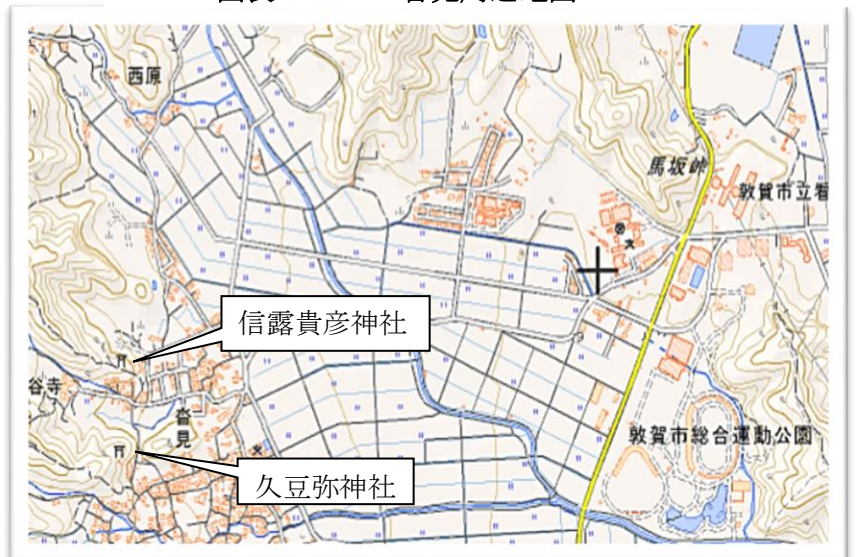 西原
馬坂峠
敦賀市立看
信露貴彦神社
谷寺
沓見
敦賀市総合運動公園
久豆弥神社